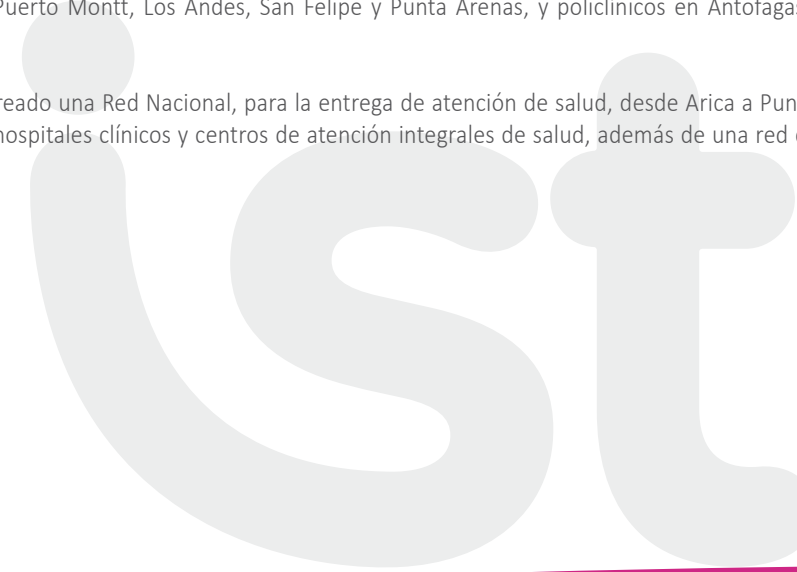 Puerto Montt, Los Andes, San Felipe y Punta Arenas, y policlínicos en Antofagas
reado una Red Nacional, para la entrega de atención de salud, desde Arica a Pun
hospitales clínicos y centros de atención integrales de salud, además de una red
ist